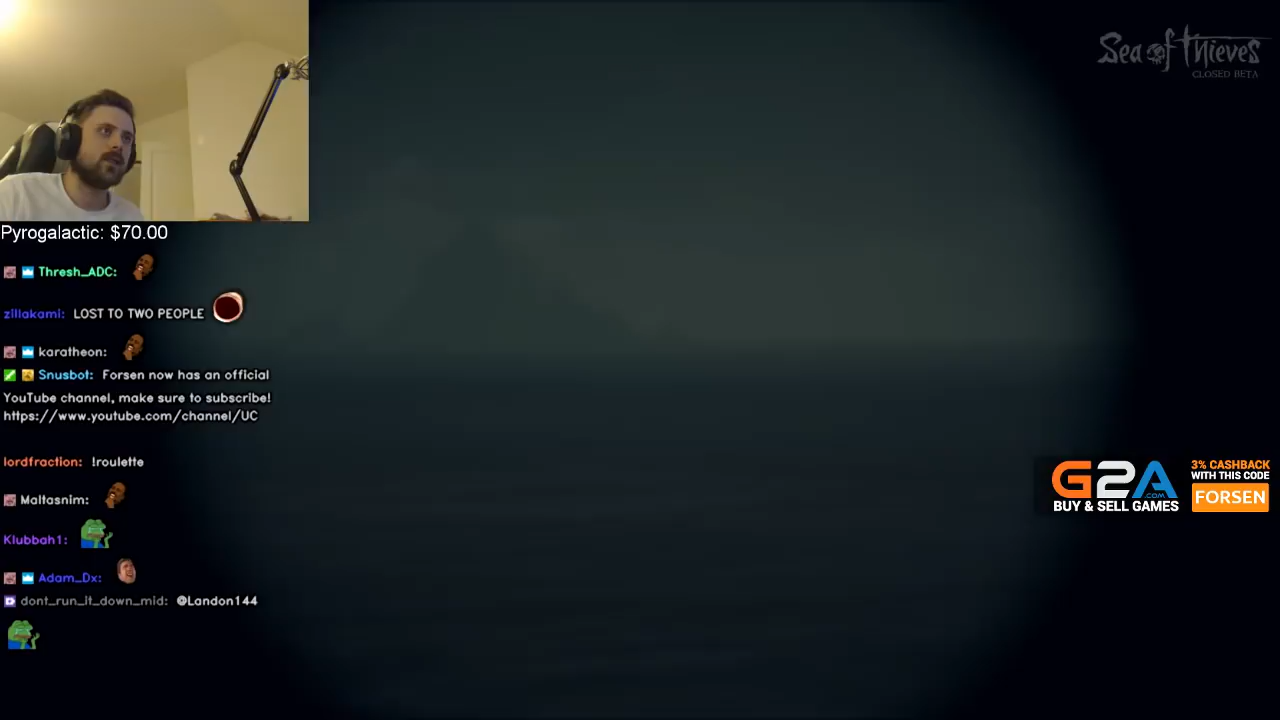 Sea of Thieves
CLOSED BETA
Pyrogalactic: $70.00
Thresh_ADC:
zillakami: LOST TO TWO PEOPLE
karatheon:
Snusbot: Forsen now has an official
YouTube channel, make sure to subscribe!
https://www.youtube.com/channel/UC
lordfraction: !roulette
Maltasnim:
Klubbah1:
Adam_Dx:
dont_run_it_down_mid: @Landon144
G2A
.COM
BUY & SELL GAMES
3% CASHBACK
WITH THIS CODE
FORSEN